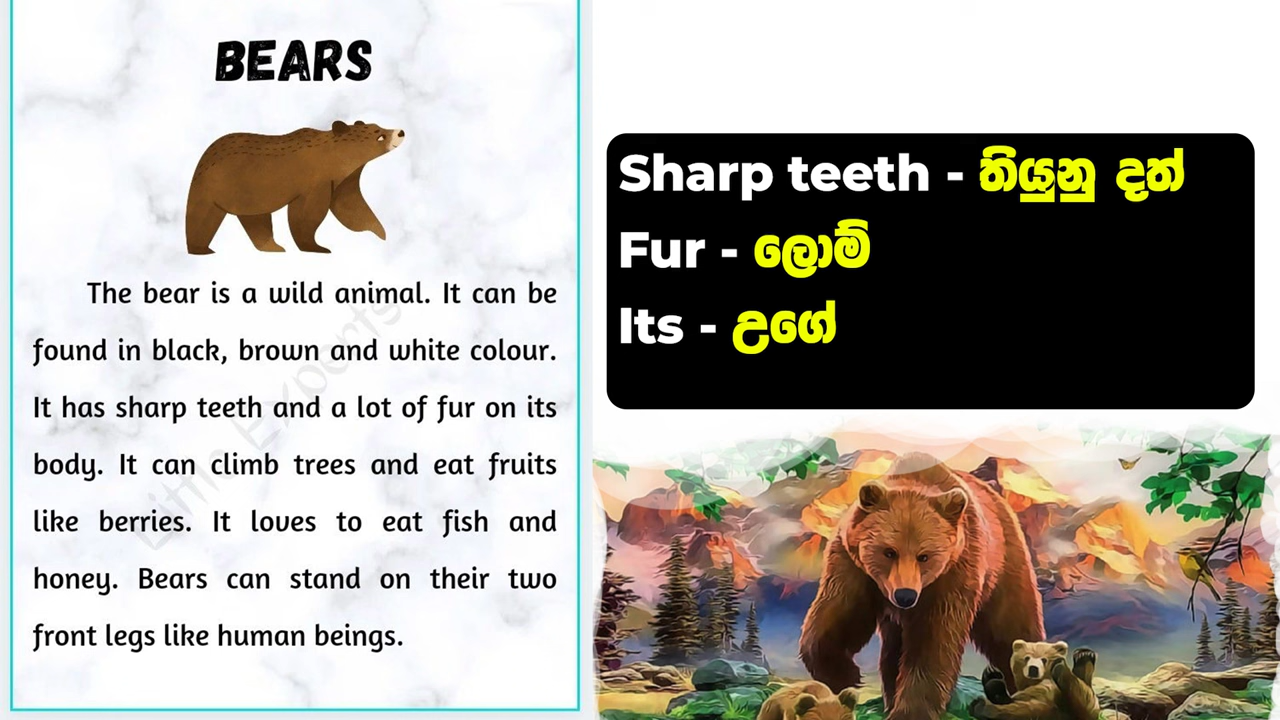 BEARS
The bear is a wild animal. It can be
found in black, brown and white colour.
It has sharp teeth and a lot of fur on its
body. It can climb trees and eat fruits
like berries. It loves to eat fish and
honey. Bears can stand on their two
front legs like human beings.
Little Experts
Sharp teeth - තියුනු දත්
Fur - ලොම්
Its - උගේ